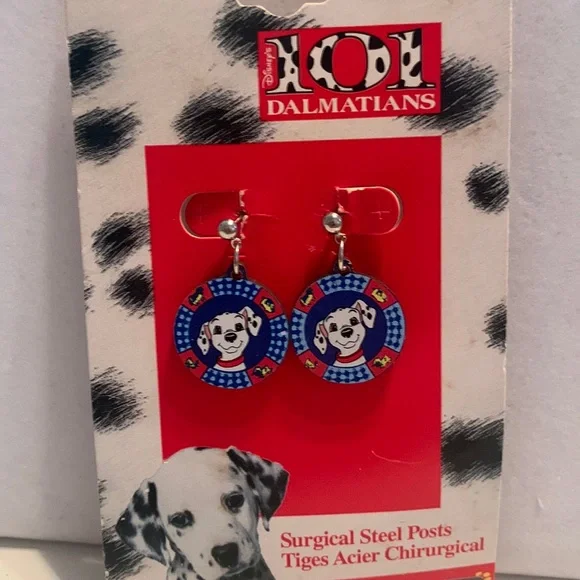 Disney's
101
DALMATIANS
Surgical Steel Posts
Tiges Acier Chirurgical